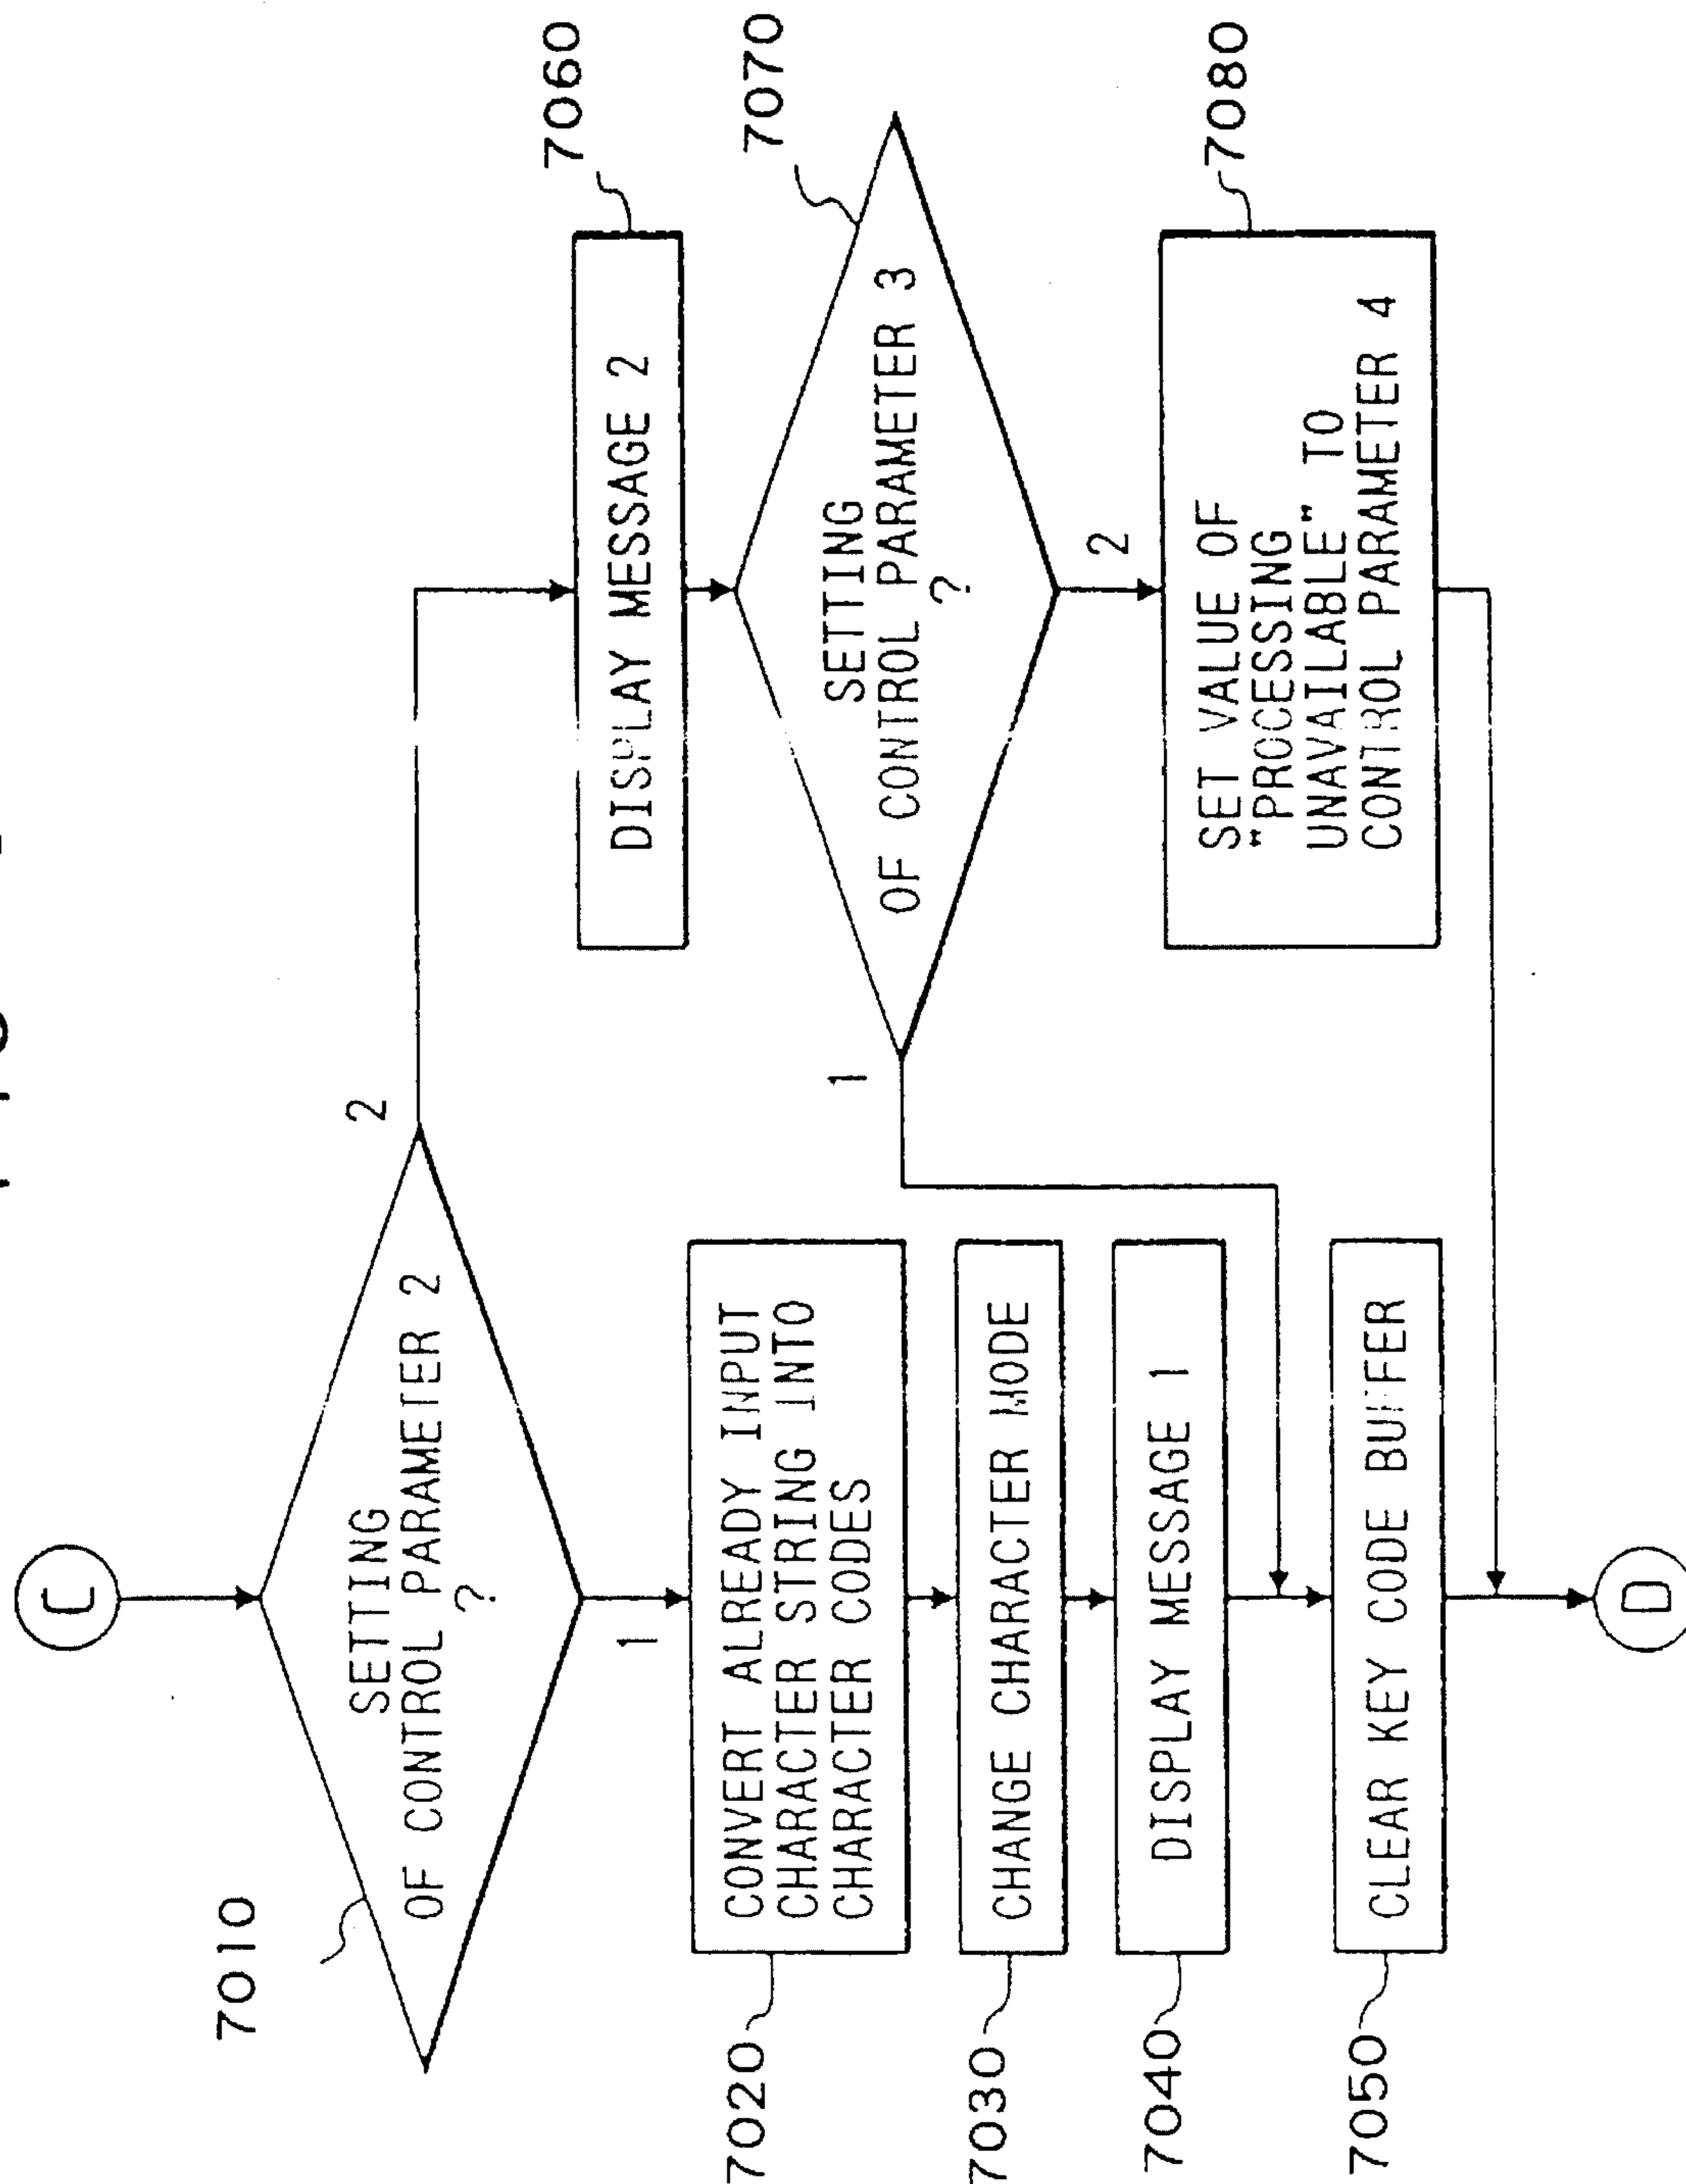 C
7010
SETTING
OF CONTROL PARAMETER 2
?
2
1
7020
CONVERT ALREADY INPUT
CHARACTER STRING INTO
CHARACTER CODES
7030
CHANGE CHARACTER MODE
7040
DISPLAY MESSAGE 1
7050
CLEAR KEY CODE BUFFER
D
7060
DISPLAY MESSAGE 2
7070
SETTING
OF CONTROL PARAMETER 3
?
1
2
7080
SET VALUE OF
"PROCESSING
UNAVAILABLE" TO
CONTROL PARAMETER 4